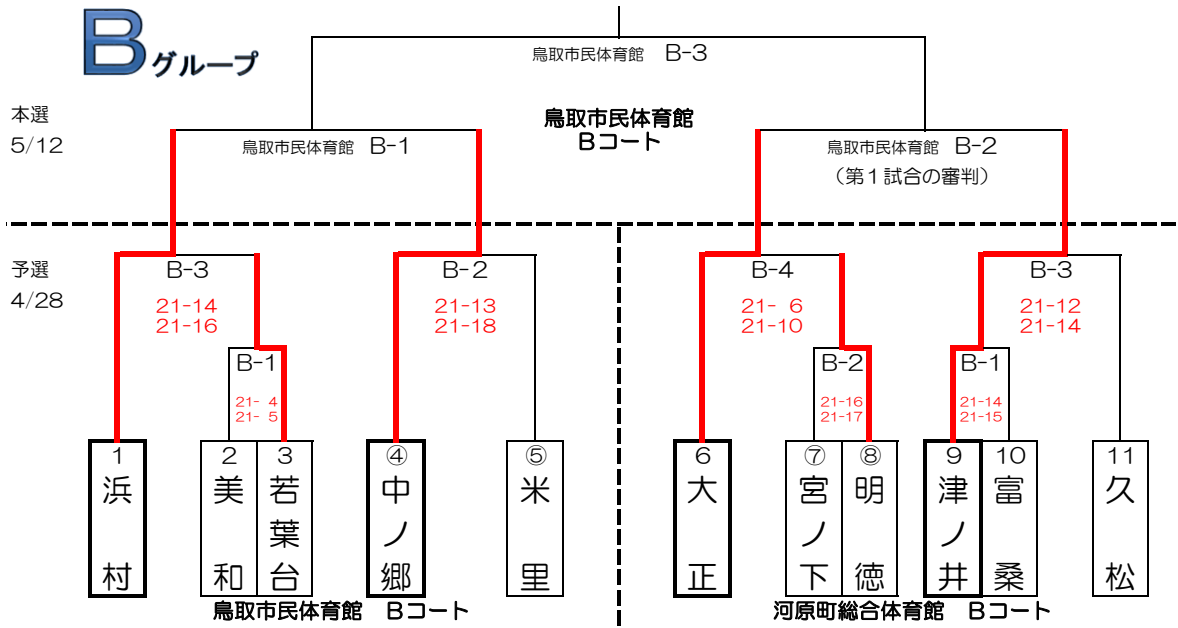 Bグループ
鳥取市民体育館 B-3
本選
5/12
鳥取市民体育館
Bコート
鳥取市民体育館 B-1
鳥取市民体育館 B-2
(第1試合の審判)
予選
4/28
B-3
21-14
21-16
B-2
21-13
21-18
B-4
21- 6
21-10
B-3
21-12
21-14
B-1
21- 4
21- 5
B-2
21-16
21-17
B-1
21-14
21-15
1 浜村
2 美和
3 若葉台
④ 中ノ郷
⑤ 米里
6 大正
⑦ 宮ノ下
⑧ 明徳
9 津ノ井
10 富桑
11 久松
鳥取市民体育館 Bコート
河原町総合体育館 Bコート